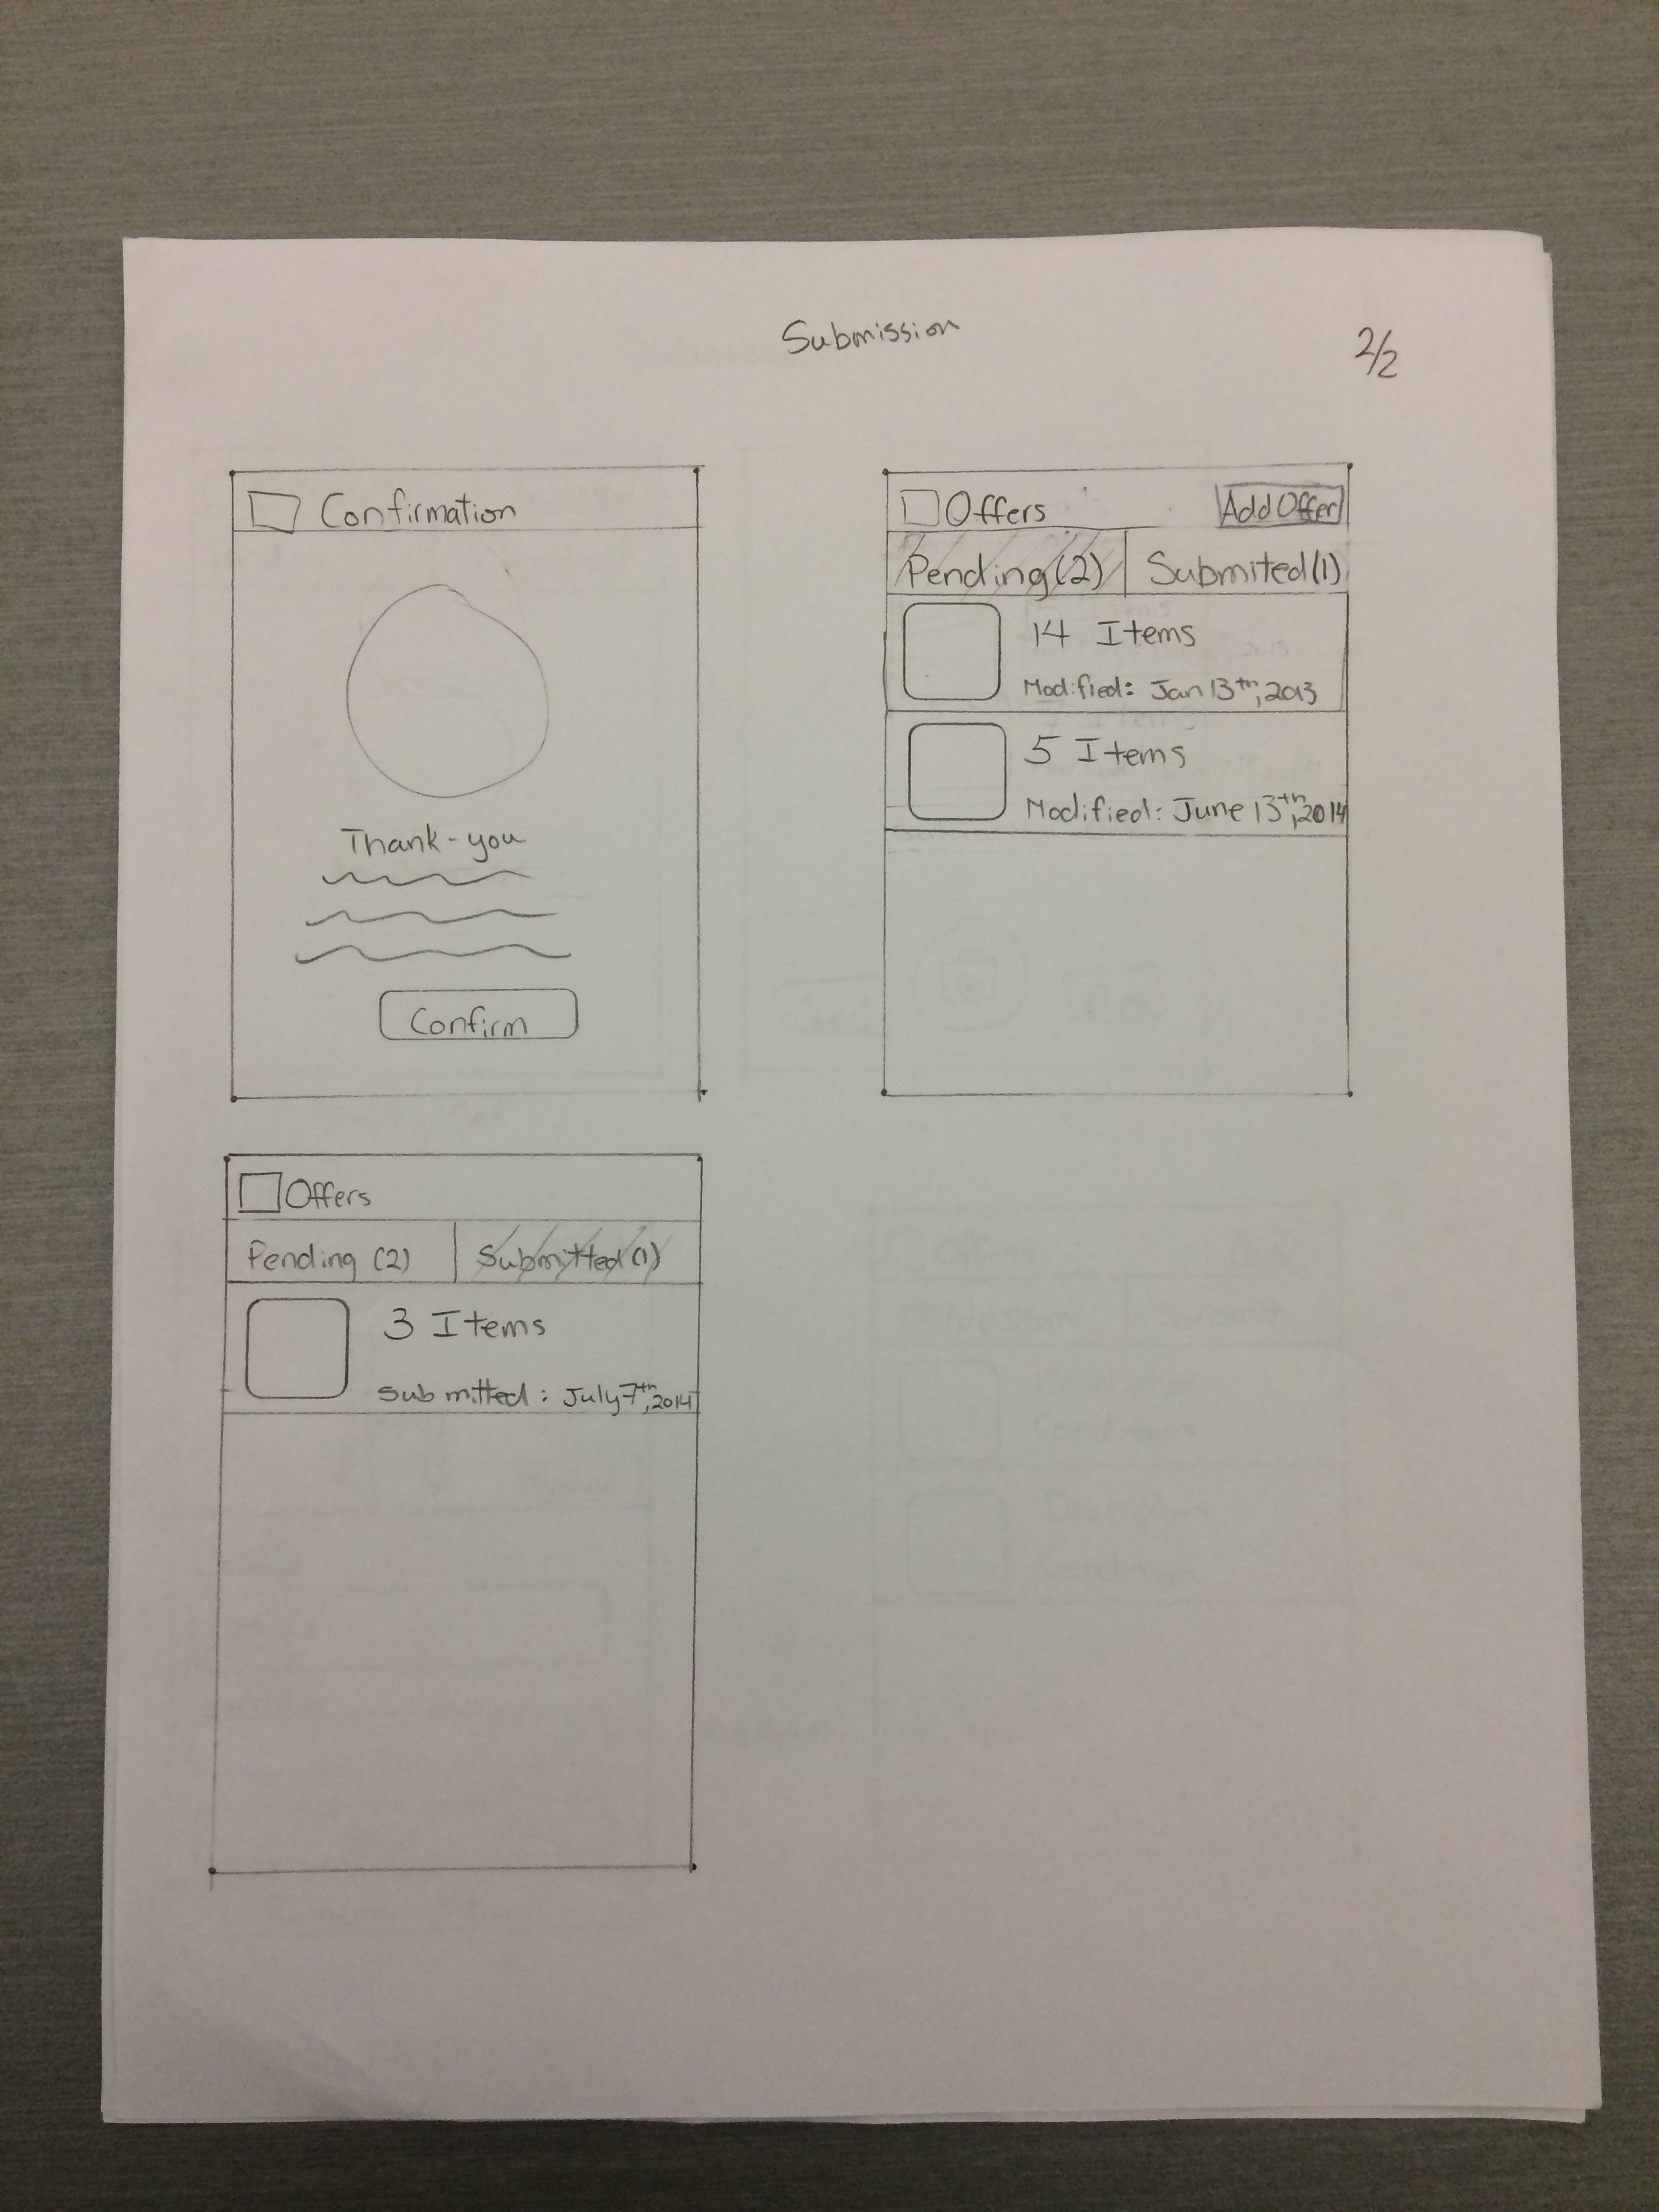 Submission
2/2
Confirmation
Thank-you
Confirm
Offers
Add Offer
Pending (2)
Submited (1)
14 Items
Modified: Jan 13th, 2013
5 Items
Modified: June 13th, 2014
Offers
Pending (2)
Submitted (1)
3 Items
Submitted: July 7th, 2014